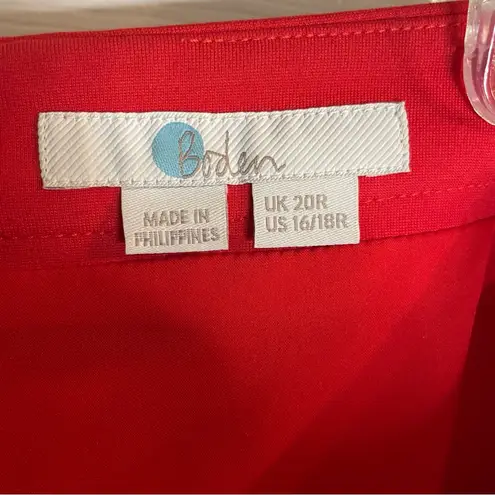 Boden
MADE IN
PHILIPPINES
UK 20R
US 16/18R